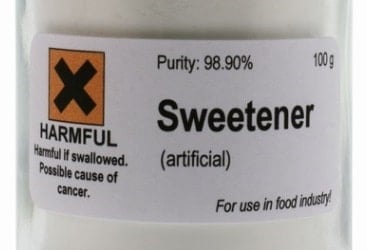 Purity: 98.90%
100 g
Sweetener
(artificial)
HARMFUL
Harmful if swallowed.
Possible cause of
cancer.
For use in food industry!